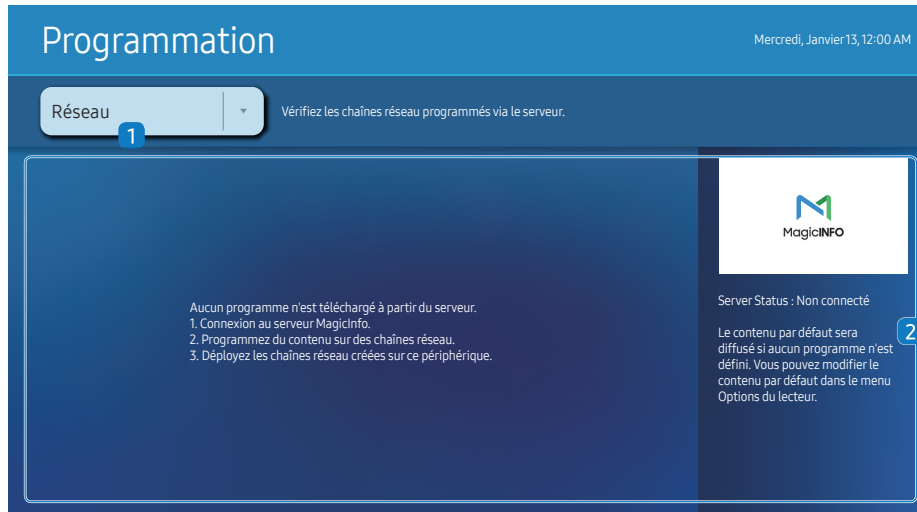 Programmation
Mercredi, Janvier 13, 12:00 AM
Réseau
1
Vérifiez les chaînes réseau programmés via le serveur.
MagicINFO
Aucun programme n'est téléchargé à partir du serveur.
1. Connexion au serveur MagicInfo.
2. Programmez du contenu sur des chaînes réseau.
3. Déployez les chaînes réseau créées sur ce périphérique.
Server Status : Non connecté
Le contenu par défaut sera
diffusé si aucun programme n'est
défini. Vous pouvez modifier le
contenu par défaut dans le menu
Options du lecteur.
2